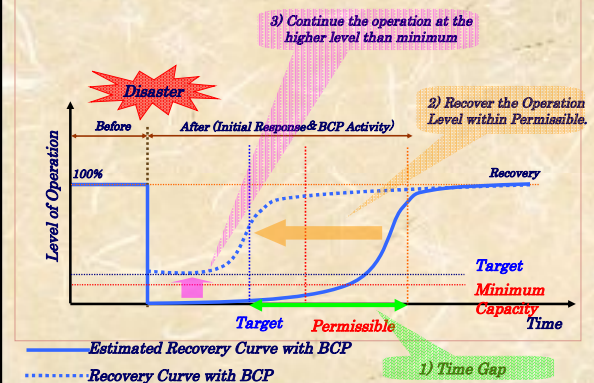 3) Continue the operation at the
higher level than minimum
Disaster
2) Recover the Operation
Level within Permissible.
Before
After (Initial Response&BCP Activity)
Level of Operation
100%
Recovery
Target
Minimum
Capacity
Target
Permissible
Time
Estimated Recovery Curve with BCP
Recovery Curve with BCP
1) Time Gap